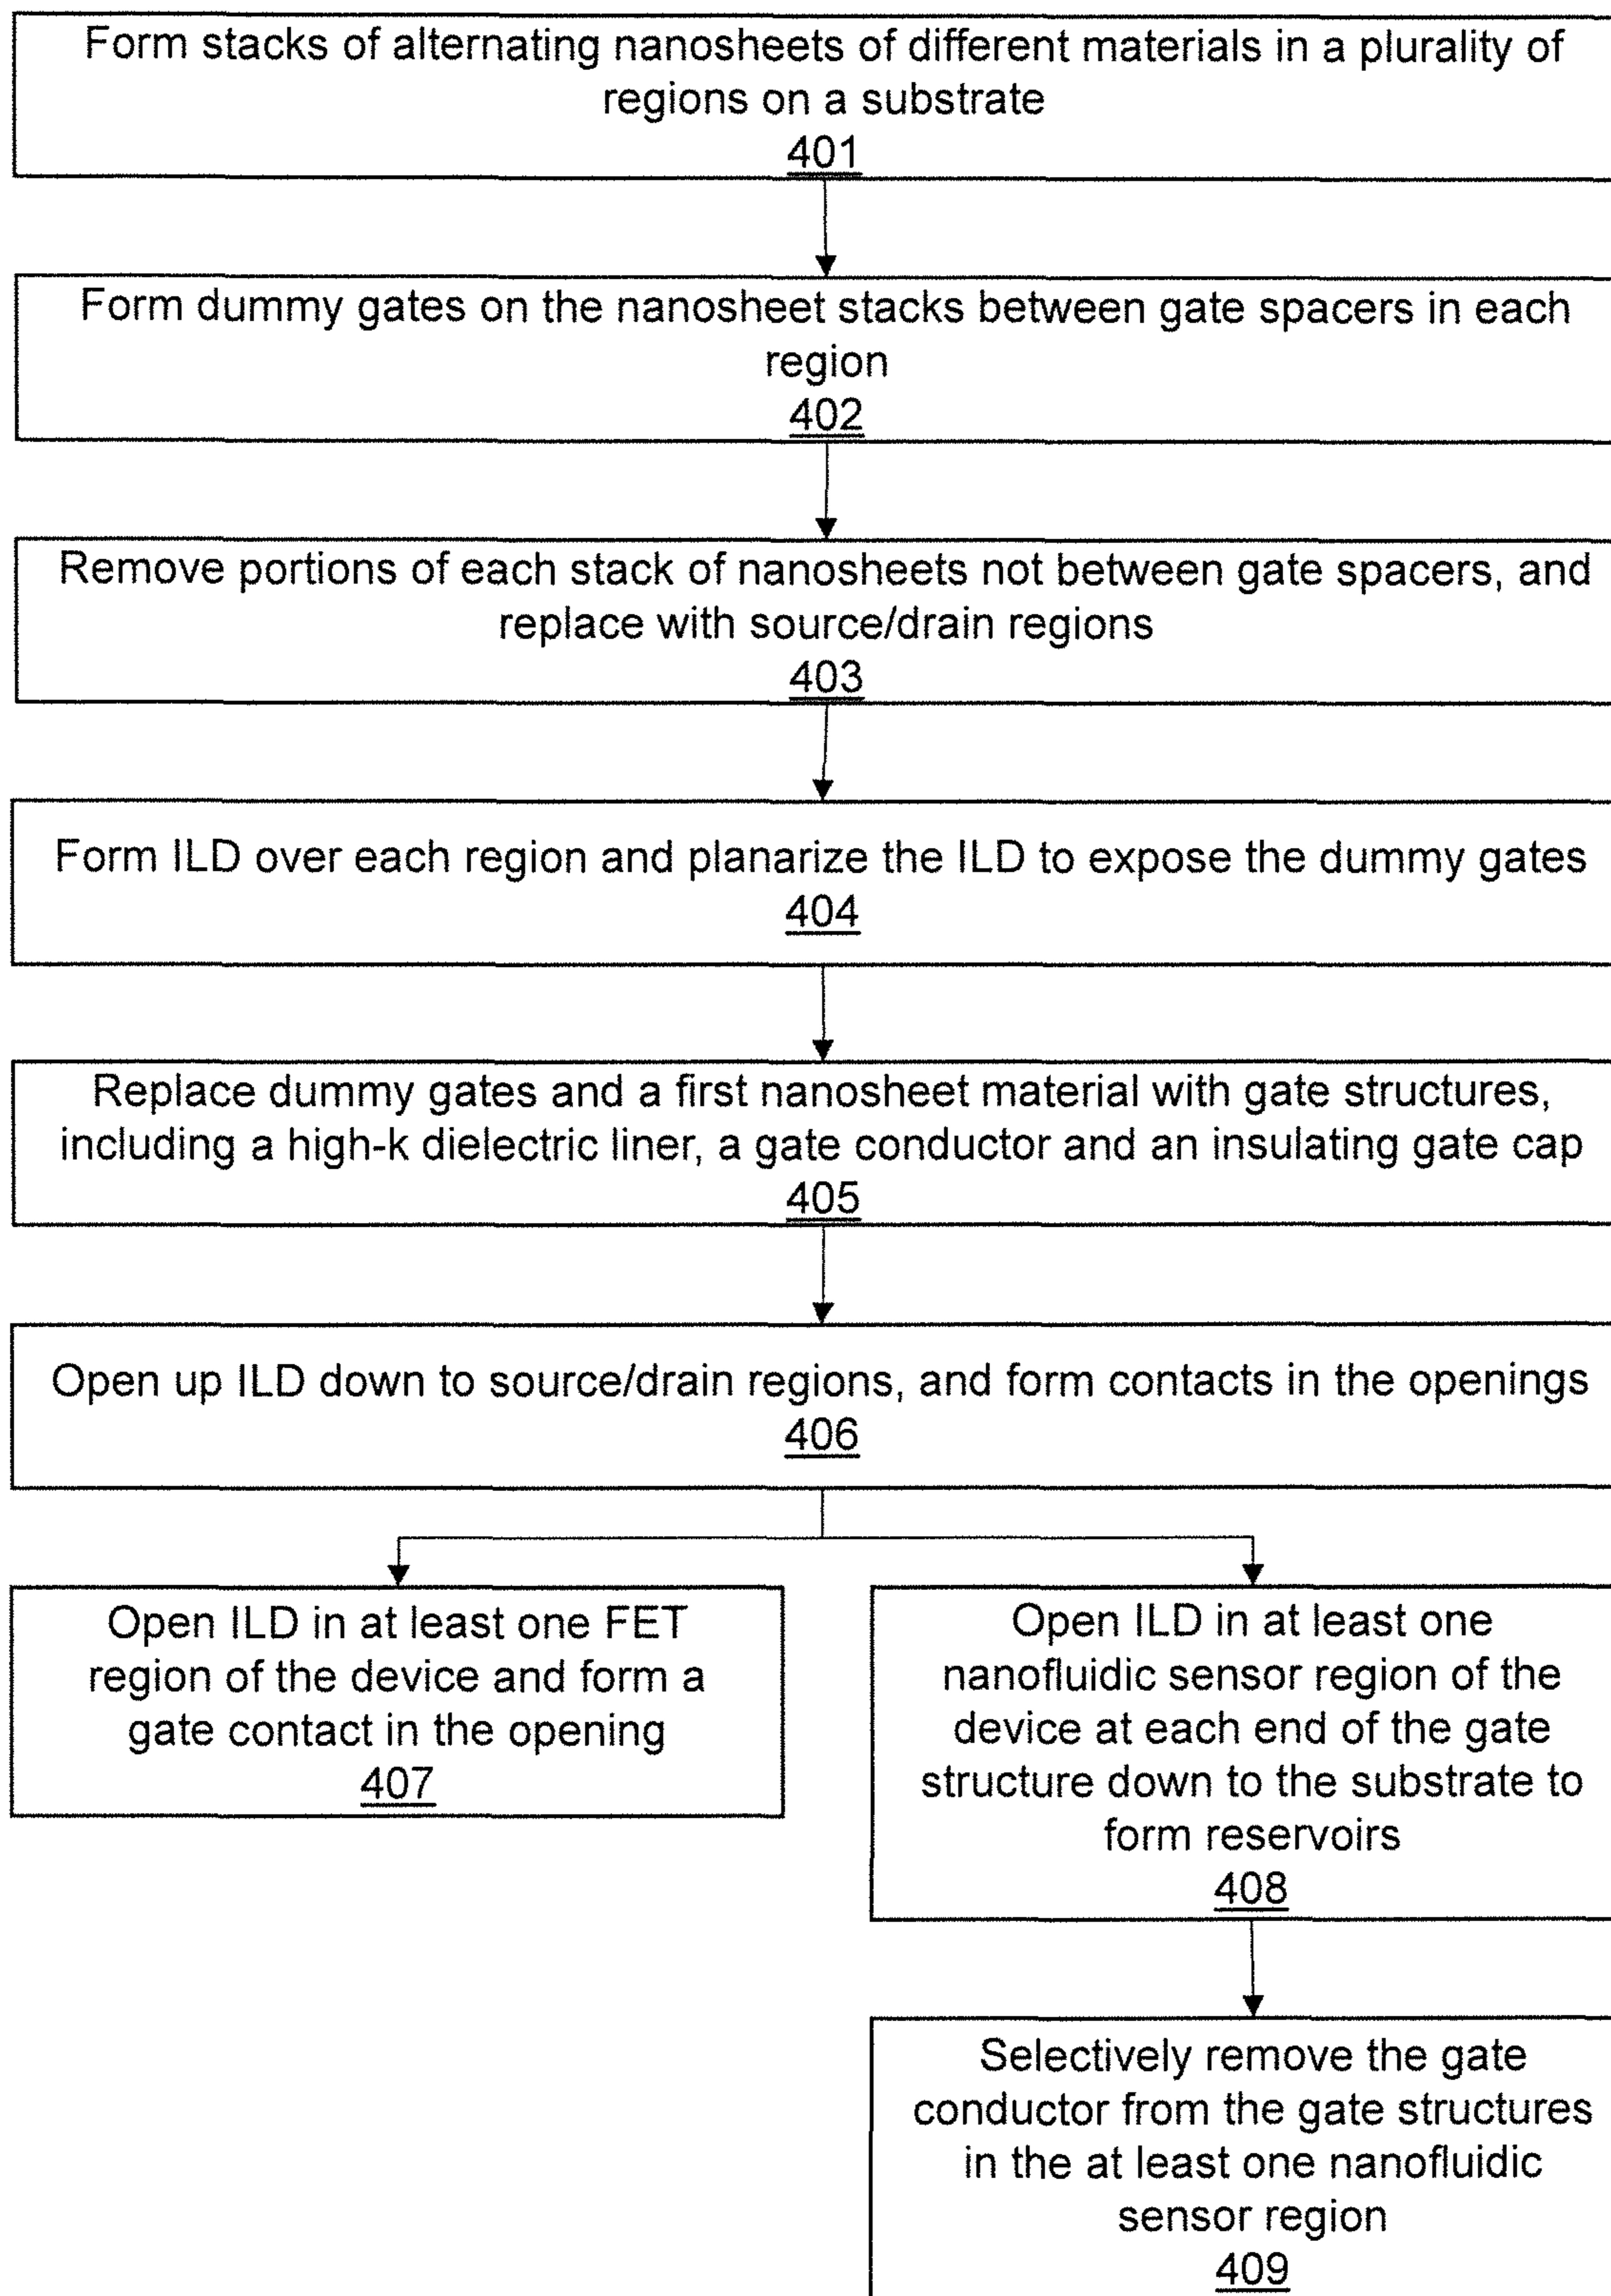 Form stacks of alternating nanosheets of different materials in a plurality of
regions on a substrate
401
Form dummy gates on the nanosheet stacks between gate spacers in each
region
402
Remove portions of each stack of nanosheets not between gate spacers, and
replace with source/drain regions
403
Form ILD over each region and planarize the ILD to expose the dummy gates
404
Replace dummy gates and a first nanosheet material with gate structures,
including a high-k dielectric liner, a gate conductor and an insulating gate cap
405
Open up ILD down to source/drain regions, and form contacts in the openings
406
Open ILD in at least one FET
region of the device and form a
gate contact in the opening
407
Open ILD in at least one
nanofluidic sensor region of the
device at each end of the gate
structure down to the substrate to
form reservoirs
408
Selectively remove the gate
conductor from the gate structures
in the at least one nanofluidic
sensor region
409